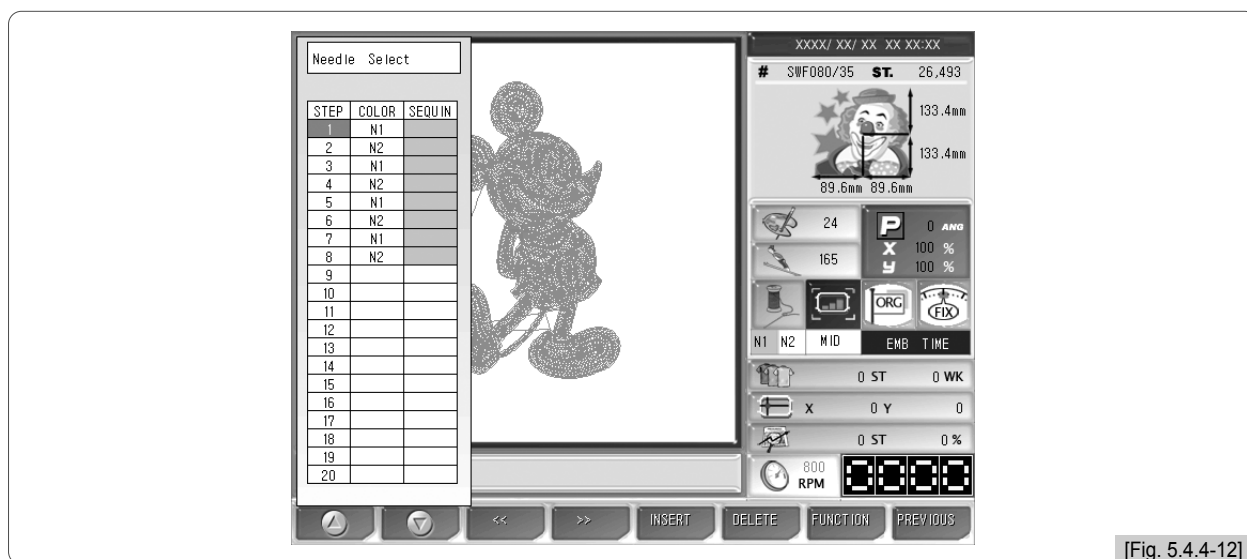 XXXX/ XX/ XX XX XX:XX
Needle Select
# SWF080/35 ST. 26,493
133.4mm
133.4mm
89.6mm 89.6mm
STEP COLOR SEQUIN
1 N1
2 N2
3 N1
4 N2
5 N1
6 N2
7 N1
8 N2
9
10
11
12
13
14
15
16
17
18
19
20
24
165
P 0 ANG
X 100 %
Y 100 %
ORG
FIX
N1 N2 MID EMB TIME
0 ST 0 WK
X 0 Y 0
0 ST 0 %
800
RPM
0000
<< >> INSERT DELETE FUNCTION PREVIOUS
[Fig. 5.4.4-12]